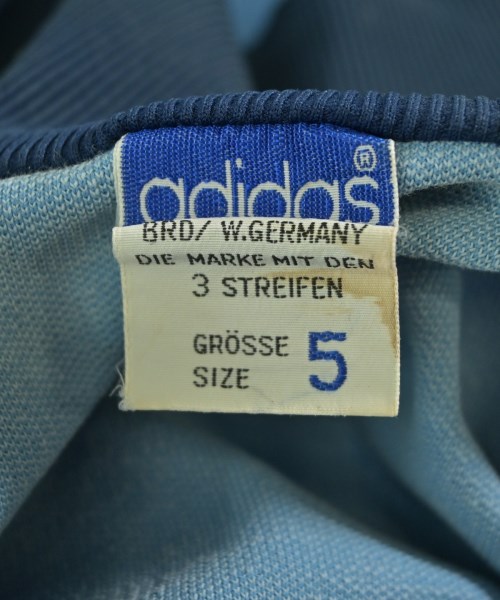 adidas®
BRD/ W.GERMANY
DIE MARKE MIT DEN
3 STREIFEN
GRÖSSE 5
SIZE